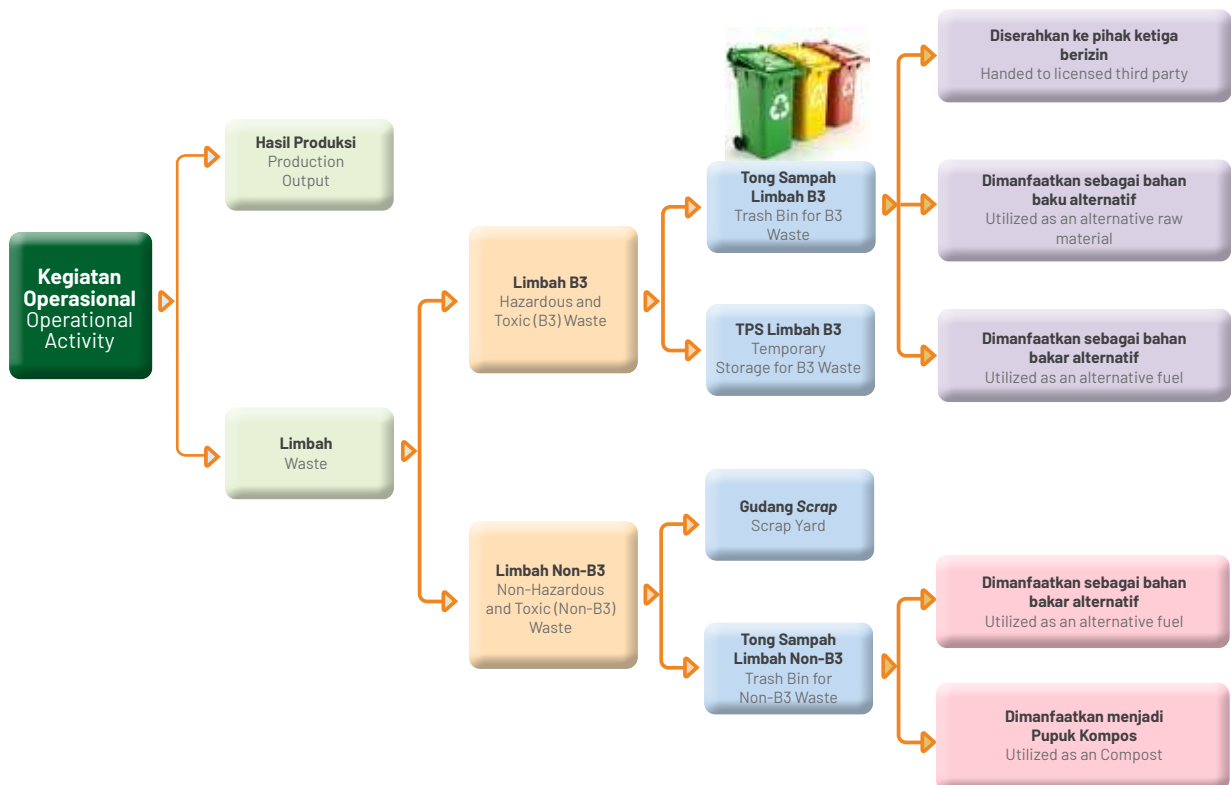 Kegiatan
Operasional
Operational
Activity
Hasil Produksi
Production
Output
Limbah
Waste
Limbah B3
Hazardous and
Toxic (B3) Waste
Limbah Non-B3
Non-Hazardous
and Toxic (Non-B3)
Waste
Tong Sampah
Limbah B3
Trash Bin for B3
Waste
TPS Limbah B3
Temporary
Storage for B3 Waste
Gudang Scrap
Scrap Yard
Tong Sampah
Limbah Non-B3
Trash Bin for
Non-B3 Waste
Diserahkan ke pihak ketiga
berizin
Handed to licensed third party
Dimanfaatkan sebagai bahan
baku alternatif
Utilized as an alternative raw
material
Dimanfaatkan sebagai bahan
bakar alternatif
Utilized as an alternative fuel
Dimanfaatkan sebagai bahan
bakar alternatif
Utilized as an alternative fuel
Dimanfaatkan menjadi
Pupuk Kompos
Utilized as an Compost